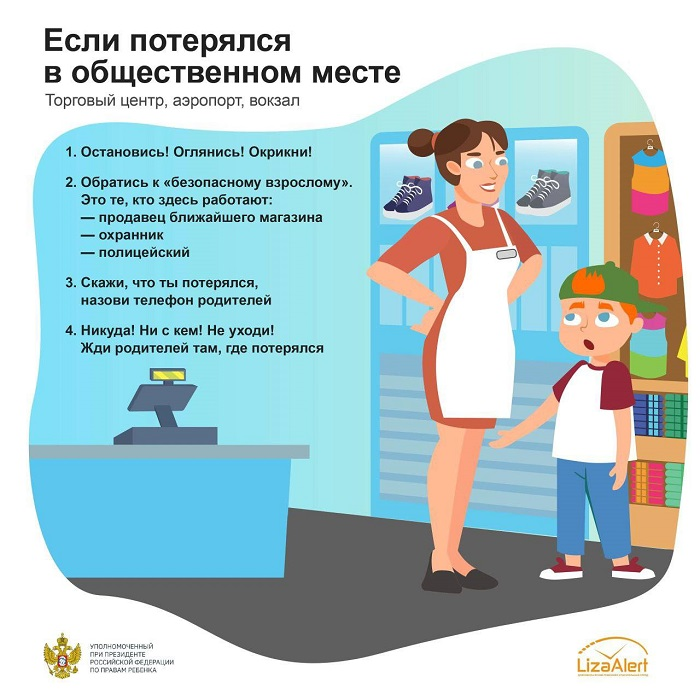 Если потерялся
в общественном месте
Торговый центр, аэропорт, вокзал
1. Остановись! Оглянись! Окрикни!
2. Обратись к «безопасному взрослому».
Это те, кто здесь работают:
— продавец ближайшего магазина
— охранник
— полицейский
3. Скажи, что ты потерялся,
назови телефон родителей
4. Никуда! Ни с кем! Не уходи!
Жди родителей там, где потерялся
УПОЛНОМОЧЕННЫЙ
ПРИ ПРЕЗИДЕНТЕ
РОССИЙСКОЙ ФЕДЕРАЦИИ
ПО ПРАВАМ РЕБЕНКА
LizaAlert